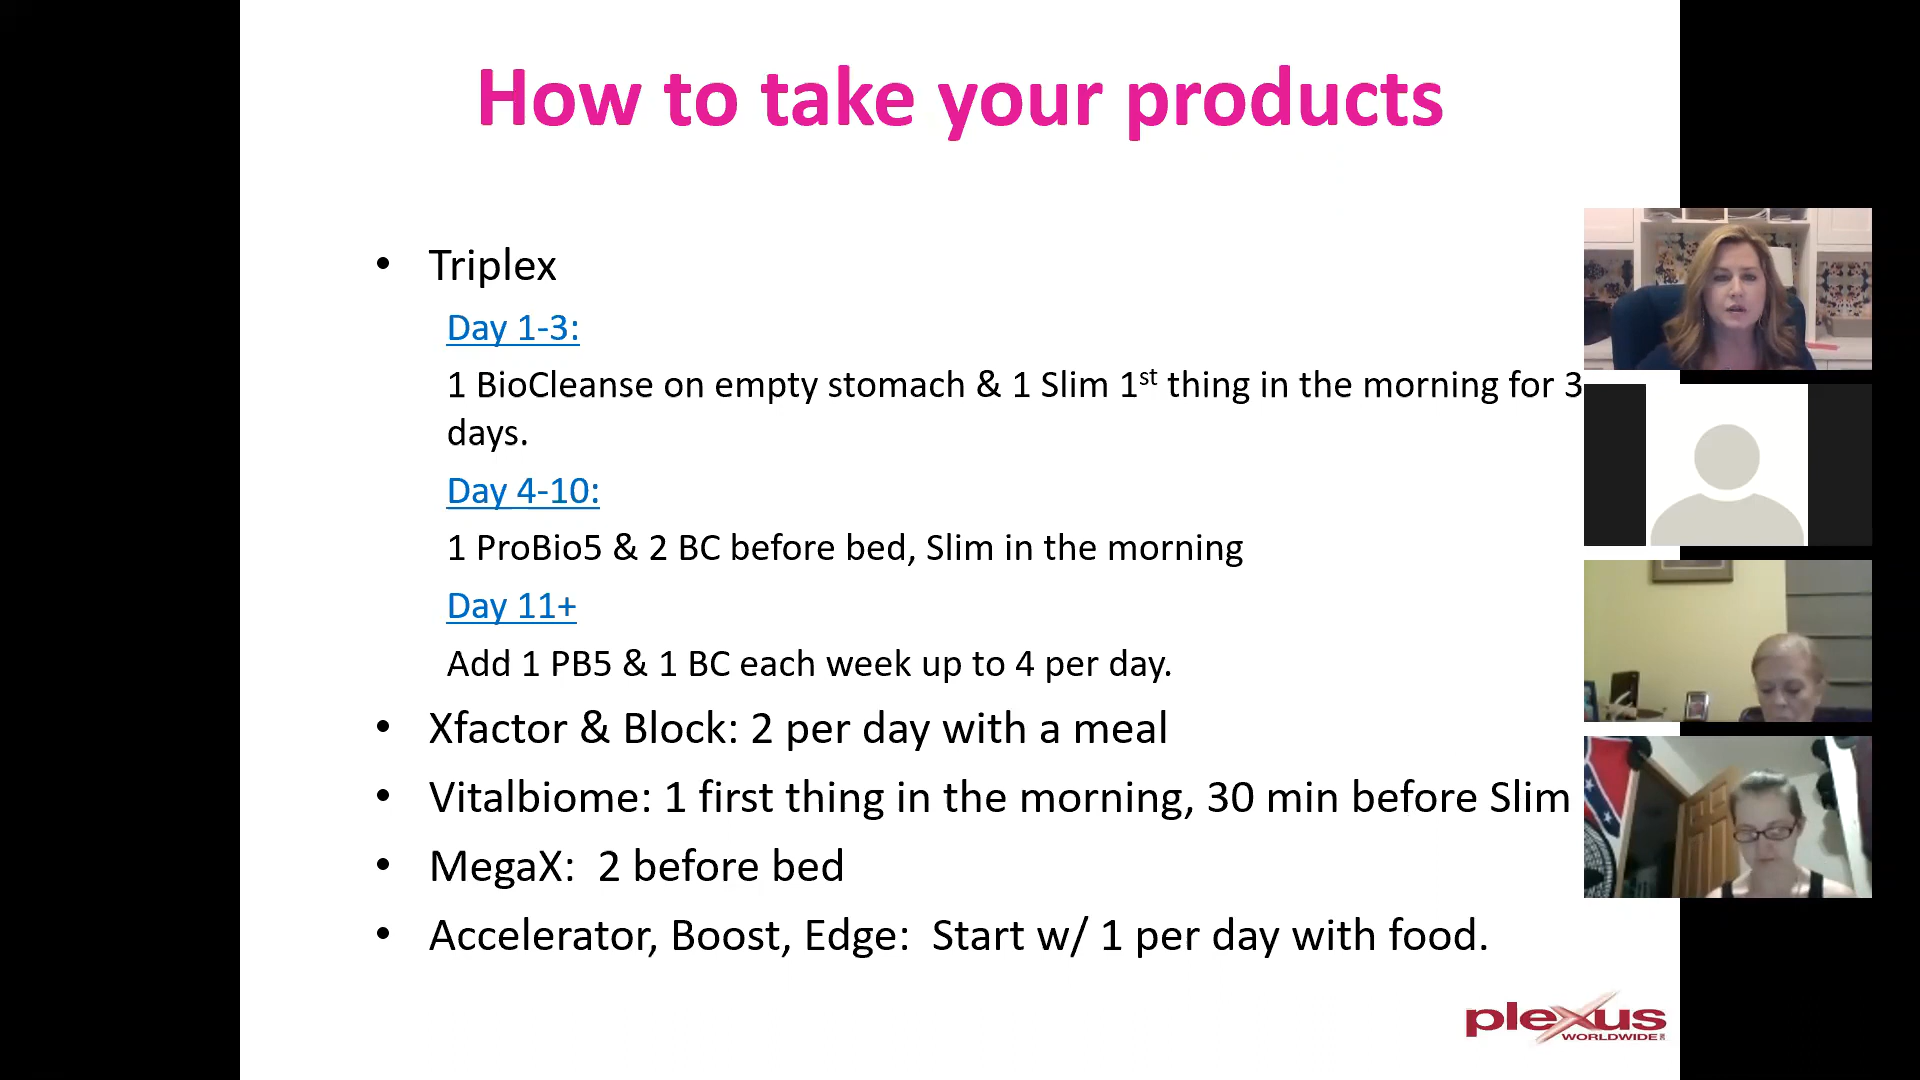 How to take your products
• Triplex
Day 1-3:
1 BioCleanse on empty stomach & 1 Slim 1st thing in the morning for 3
days.
Day 4-10:
1 ProBio5 & 2 BC before bed, Slim in the morning
Day 11+
Add 1 PB5 & 1 BC each week up to 4 per day.
• Xfactor & Block: 2 per day with a meal
• Vitalbiome: 1 first thing in the morning, 30 min before Slim
• MegaX:  2 before bed
• Accelerator, Boost, Edge:  Start w/ 1 per day with food.
plexus
WORLDWIDE